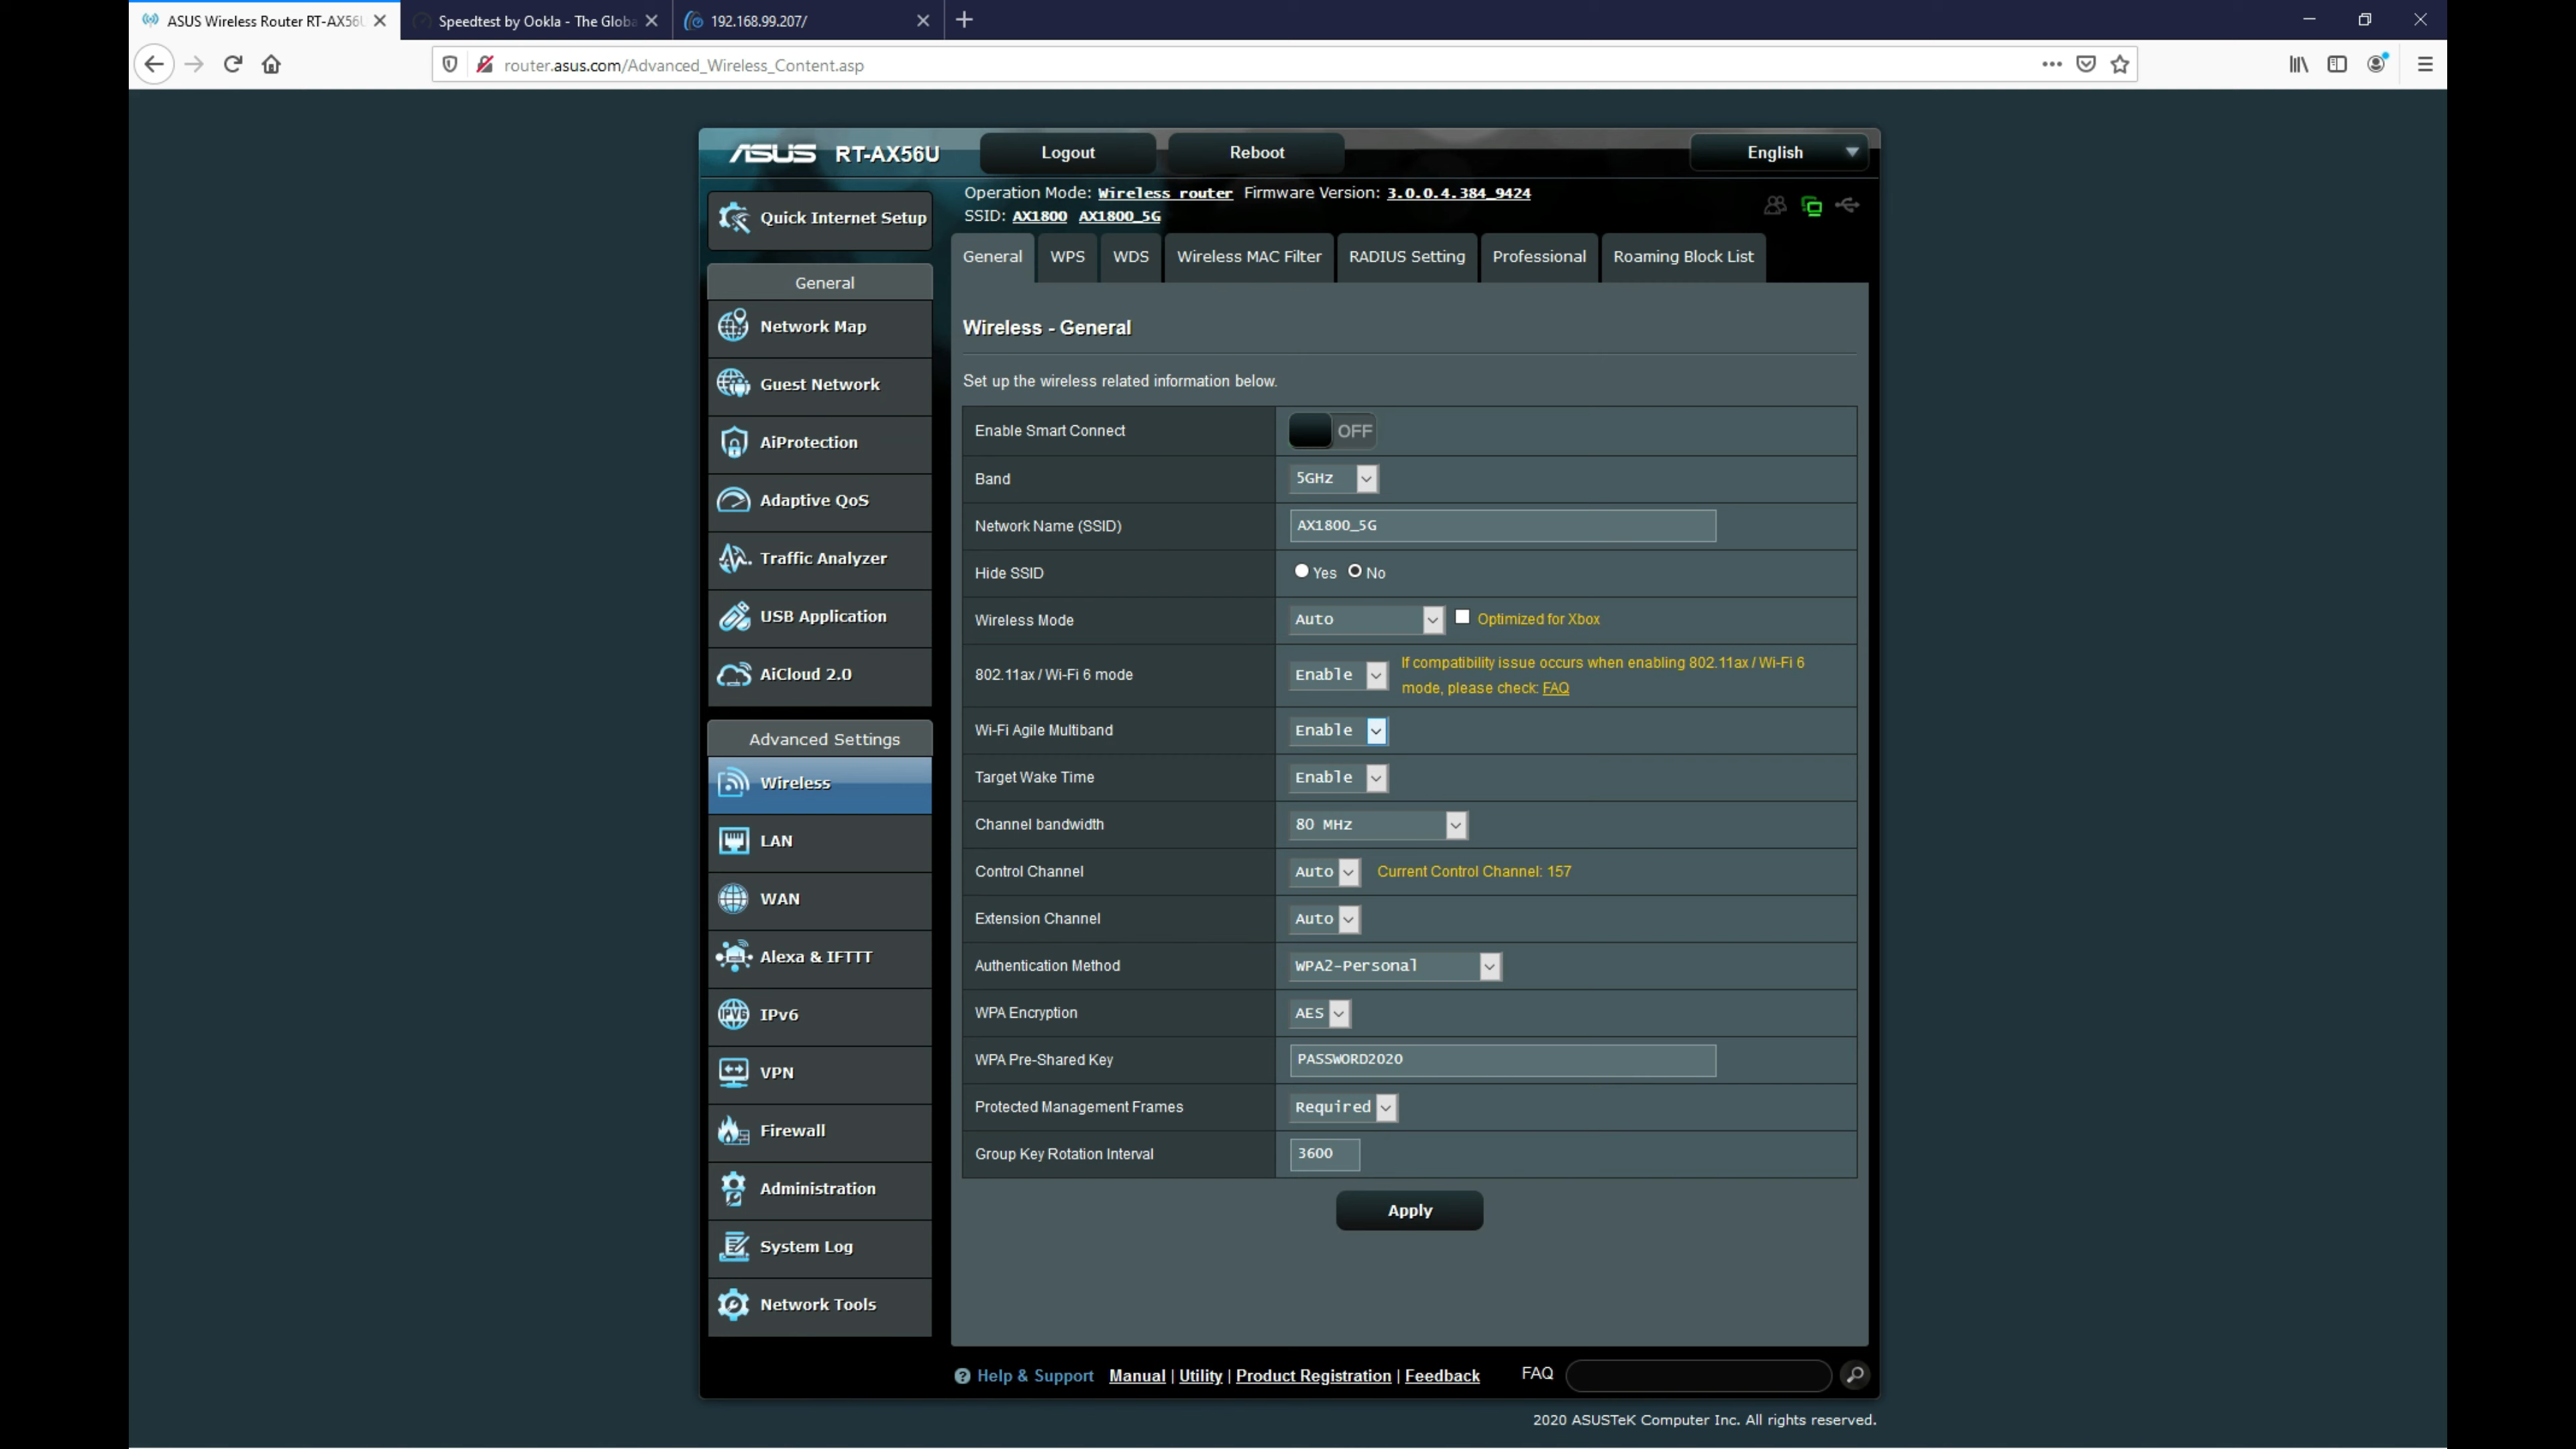 ASUS Wireless Router RT-AX56U
Speedtest by Ookla - The Globa
192.168.99.207/
router.asus.com/Advanced_Wireless_Content.asp
ASUS RT-AX56U
Logout
Reboot
English
Operation Mode: Wireless router Firmware Version: 3.0.0.4.384_9424
SSID: AX1800 AX1800_5G
Quick Internet Setup
General
Network Map
Guest Network
AiProtection
Adaptive QoS
Traffic Analyzer
USB Application
AiCloud 2.0
Advanced Settings
Wireless
LAN
WAN
Alexa & IFTTT
IPv6
VPN
Firewall
Administration
System Log
Network Tools
General
WPS
WDS
Wireless MAC Filter
RADIUS Setting
Professional
Roaming Block List
Wireless - General
Set up the wireless related information below.
Enable Smart Connect OFF
Band 5GHz
Network Name (SSID) AX1800_5G
Hide SSID Yes No
Wireless Mode Auto Optimized for Xbox
802.11ax / Wi-Fi 6 mode Enable If compatibility issue occurs when enabling 802.11ax / Wi-Fi 6
mode, please check: FAQ
Wi-Fi Agile Multiband Enable
Target Wake Time Enable
Channel bandwidth 80 MHz
Control Channel Auto Current Control Channel: 157
Extension Channel Auto
Authentication Method WPA2-Personal
WPA Encryption AES
WPA Pre-Shared Key PASSWORD2020
Protected Management Frames Required
Group Key Rotation Interval 3600
Apply
Help & Support Manual | Utility | Product Registration | Feedback FAQ
2020 ASUSTeK Computer Inc. All rights reserved.